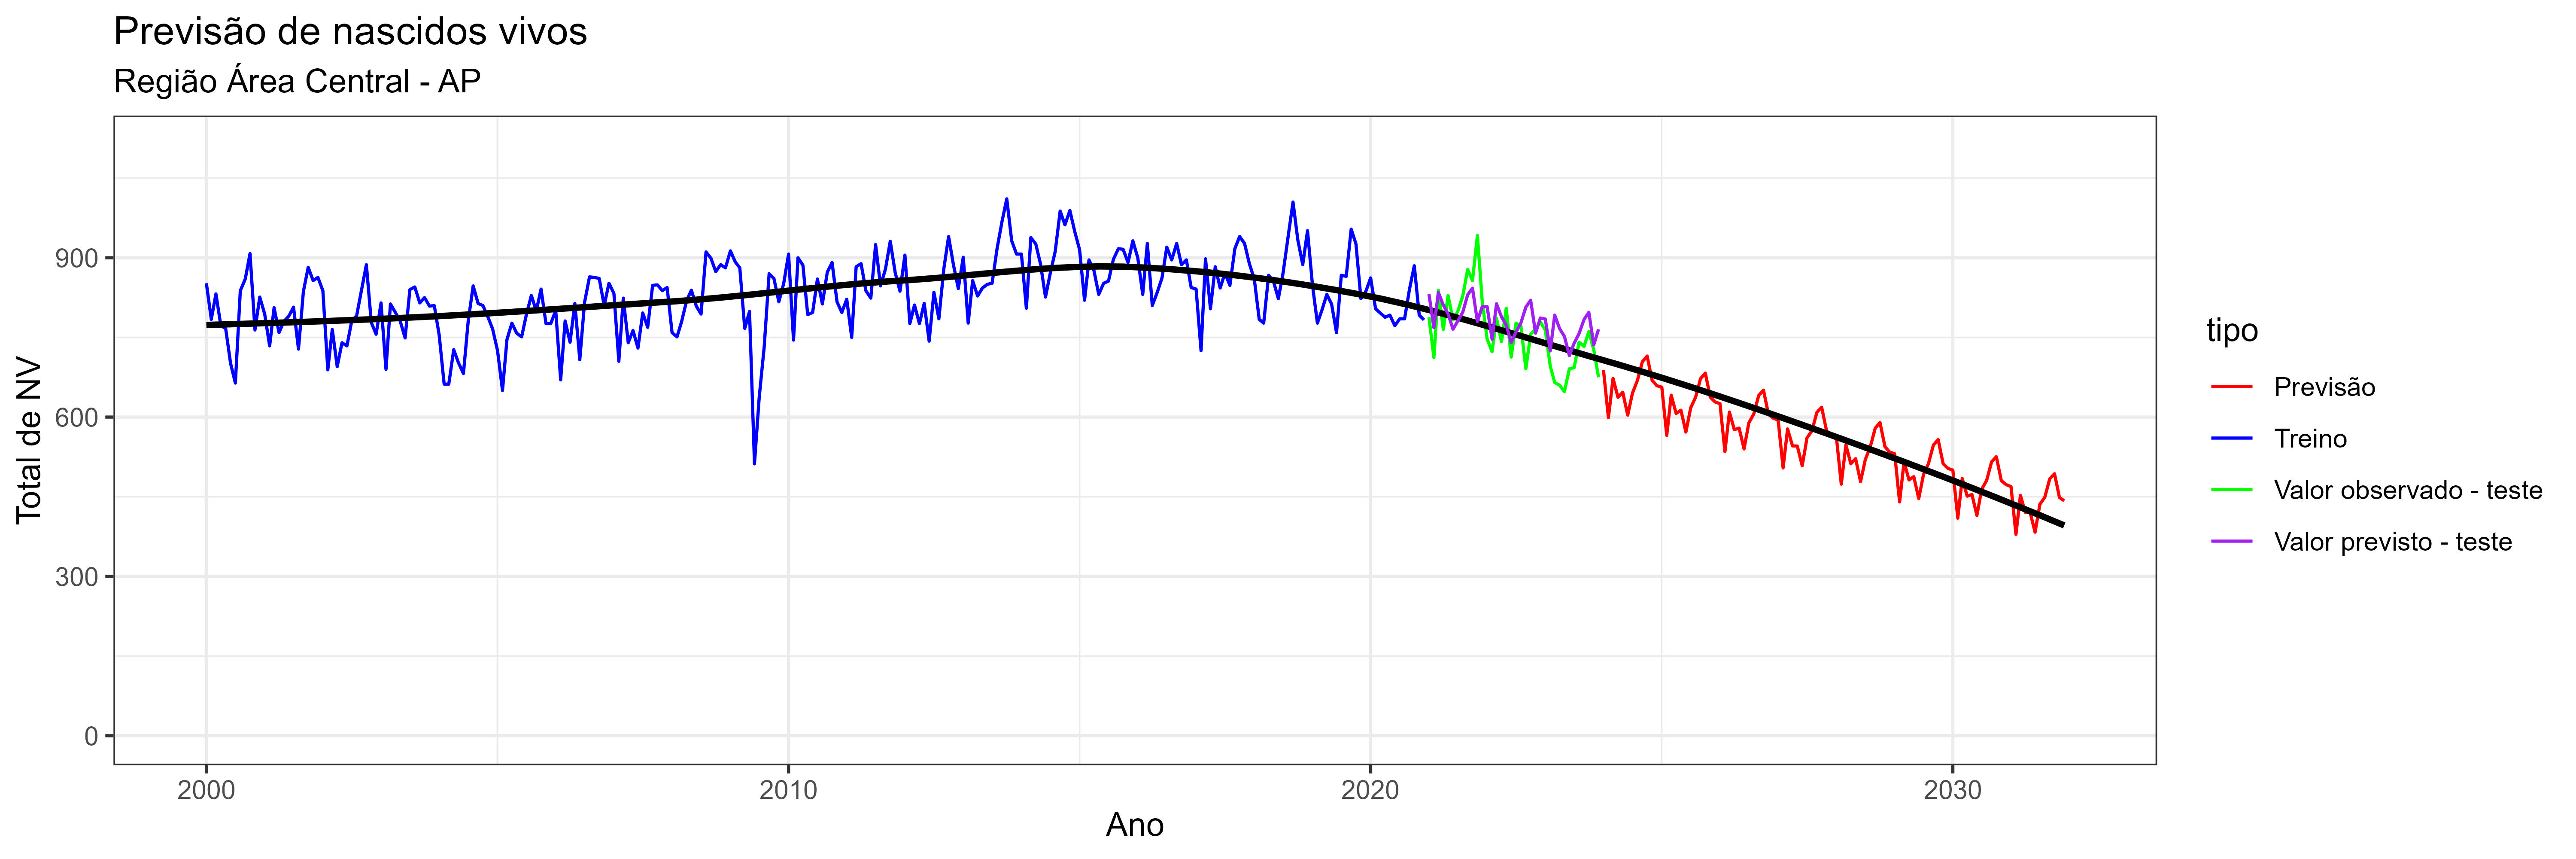 Previsão de nascidos vivos
Região Área Central - AP
Total de NV
900
600
300
0
2000
2010
2020
2030
Ano
tipo
Previsão
Treino
Valor observado - teste
Valor previsto - teste